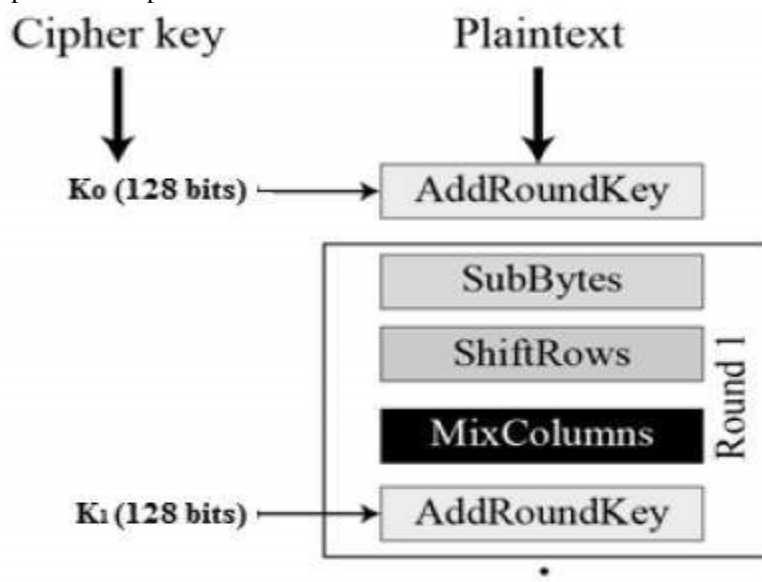 Cipher key Plaintext
K0 (128 bits) AddRoundKey
SubBytes
ShiftRows
MixColumns
Round 1
K1 (128 bits) AddRoundKey